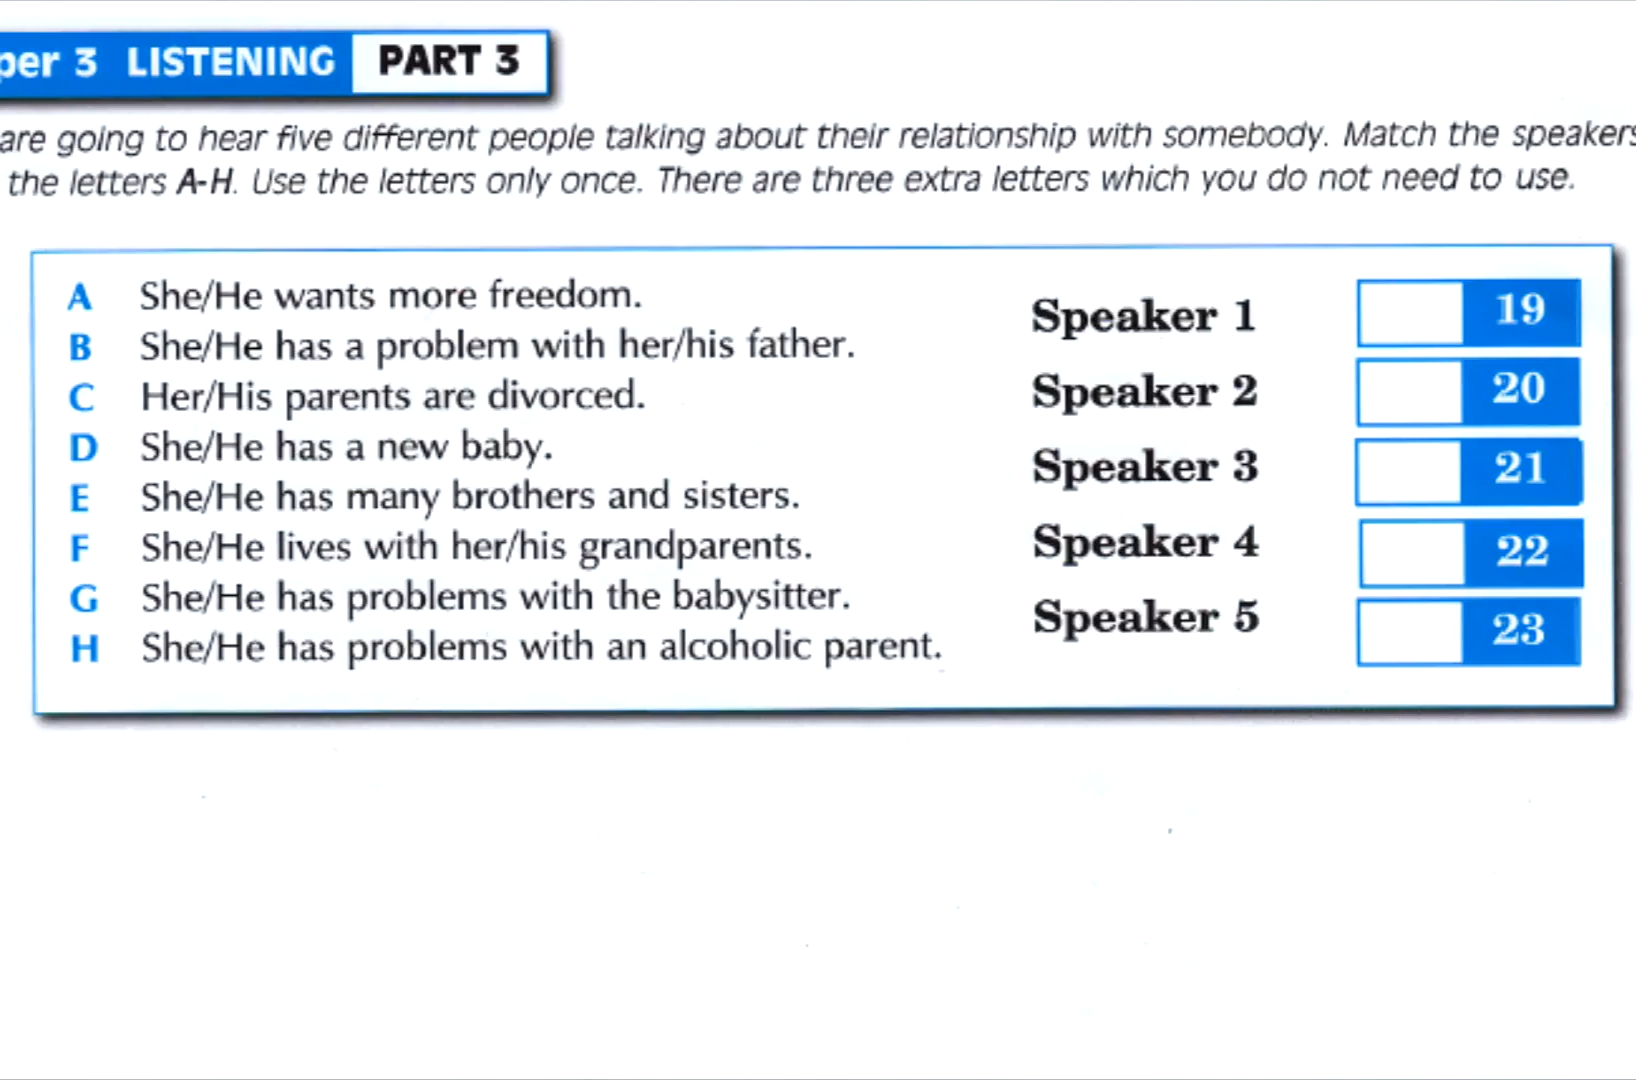 3 LISTENING PART 3
are going to hear five different people talking about their relationship with somebody. Match the speakers
the letters A-H. Use the letters only once. There are three extra letters which you do not need to use.
A She/He wants more freedom.
B She/He has a problem with her/his father.
C Her/His parents are divorced.
D She/He has a new baby.
E She/He has many brothers and sisters.
F She/He lives with her/his grandparents.
G She/He has problems with the babysitter.
H She/He has problems with an alcoholic parent.
Speaker 1 19
Speaker 2 20
Speaker 3 21
Speaker 4 22
Speaker 5 23